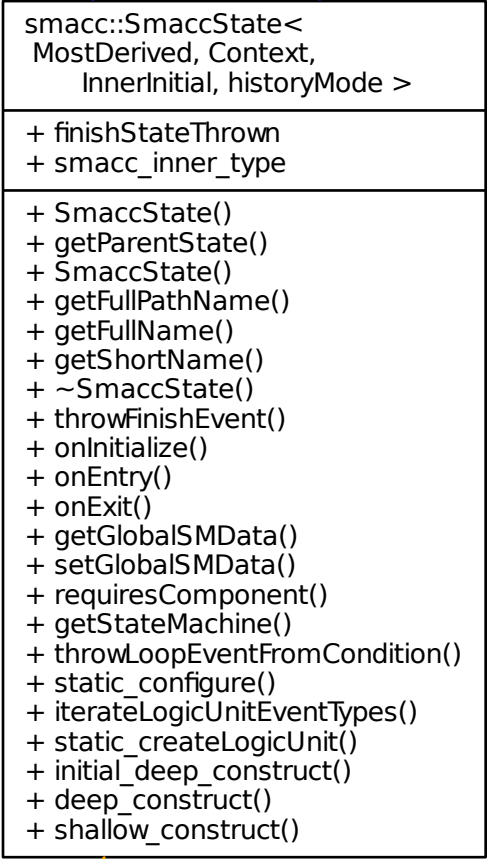 smacc::SmaccState<
MostDerived, Context,
InnerInitial, historyMode >
+ finishStateThrown
+ smacc_inner_type
+ SmaccState()
+ getParentState()
+ SmaccState()
+ getFullPathName()
+ getFullName()
+ getShortName()
+ ~SmaccState()
+ throwFinishEvent()
+ onInitialize()
+ onEntry()
+ onExit()
+ getGlobalSMData()
+ setGlobalSMData()
+ requiresComponent()
+ getStateMachine()
+ throwLoopEventFromCondition()
+ static_configure()
+ iterateLogicUnitEventTypes()
+ static_createLogicUnit()
+ initial_deep_construct()
+ deep_construct()
+ shallow_construct()